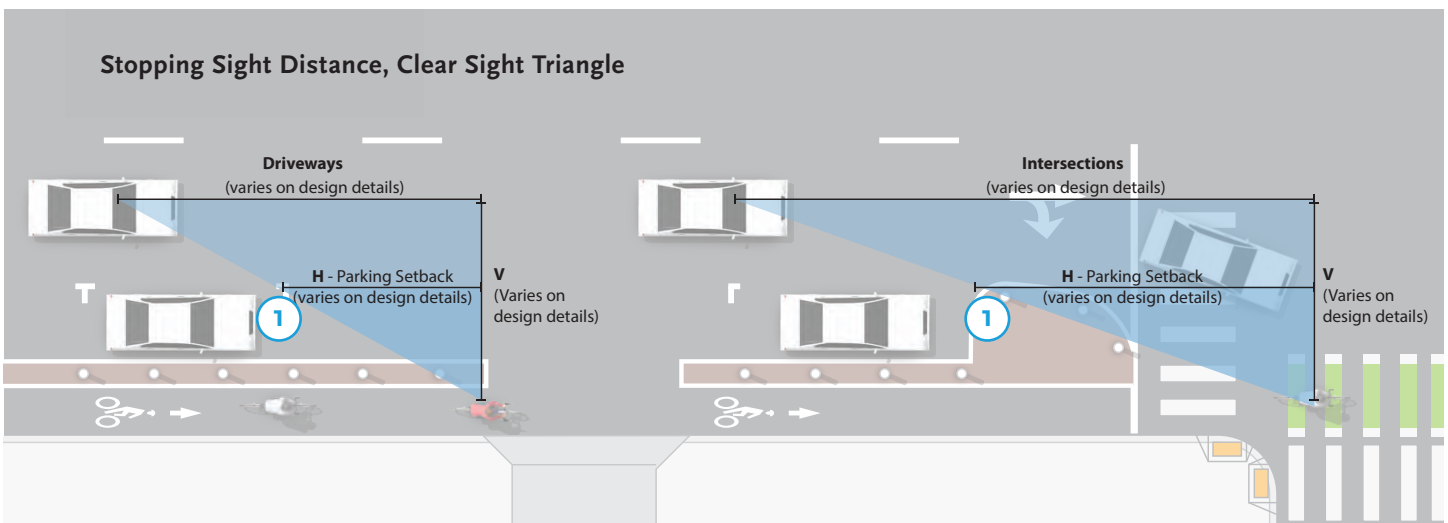 Stopping Sight Distance, Clear Sight Triangle
Driveways
(varies on design details)
H - Parking Setback
(varies on design details)
V
(Varies on
design details)
1
Intersections
(varies on design details)
H - Parking Setback
(varies on design details)
V
(Varies on
design details)
1